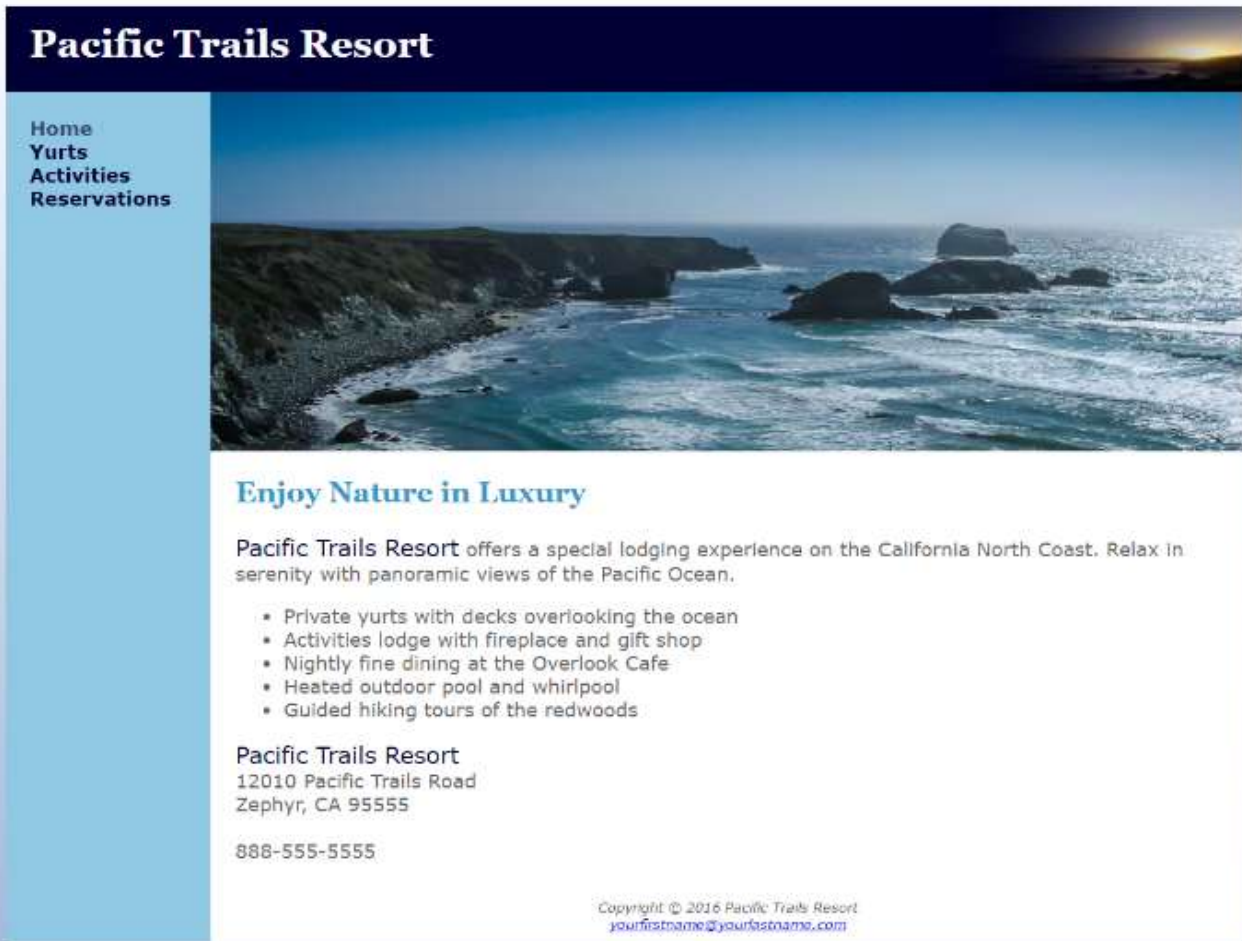 Pacific Trails Resort
Home
Yurts
Activities
Reservations
Enjoy Nature in Luxury
Pacific Trails Resort offers a special lodging experience on the California North Coast. Relax in
serenity with panoramic views of the Pacific Ocean.
• Private yurts with decks overlooking the ocean
• Activities lodge with fireplace and gift shop
• Nightly fine dining at the Overlook Cafe
• Heated outdoor pool and whirlpool
• Guided hiking tours of the redwoods
Pacific Trails Resort
12010 Pacific Trails Road
Zephyr, CA 95555
888-555-5555
Copyright © 2016 Pacific Trails Resort
yourfirstname@yourlastname.com